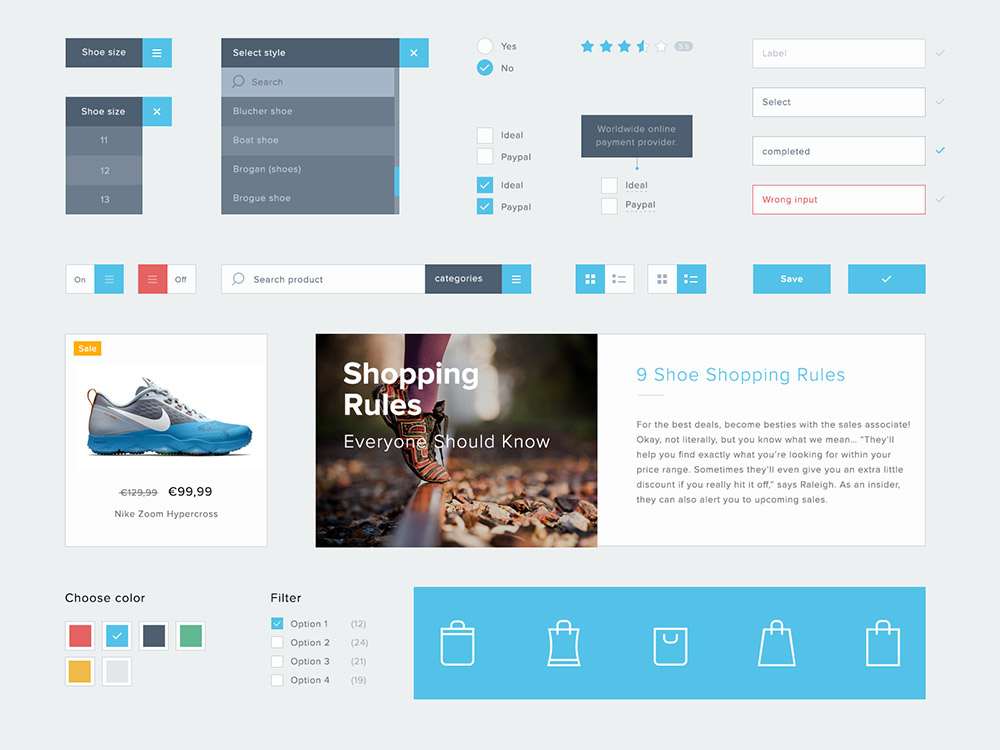 Shoe size
Select style
Yes
3.5
Label
No
Search
Select
Shoe size
Blucher shoe
11
Boat shoe
Ideal
Worldwide online
payment provider.
completed
Paypal
12
Brogan (shoes)
Ideal
Ideal
13
Brogue shoe
Paypal
Paypal
Wrong input
On
Off
Search product
categories
Save
Sale
€129,99 €99,99
Nike Zoom Hypercross
Shopping
Rules
Everyone Should Know
9 Shoe Shopping Rules
For the best deals, become besties with the sales associate!
Okay, not literally, but you know what we mean... “They’ll
help you find exactly what you’re looking for within your
price range. Sometimes they’ll even give you an extra little
discount if you really hit it off,” says Raleigh. As an insider,
they can also alert you to upcoming sales.
Choose color
Filter
Option 1 (12)
Option 2 (24)
Option 3 (21)
Option 4 (19)